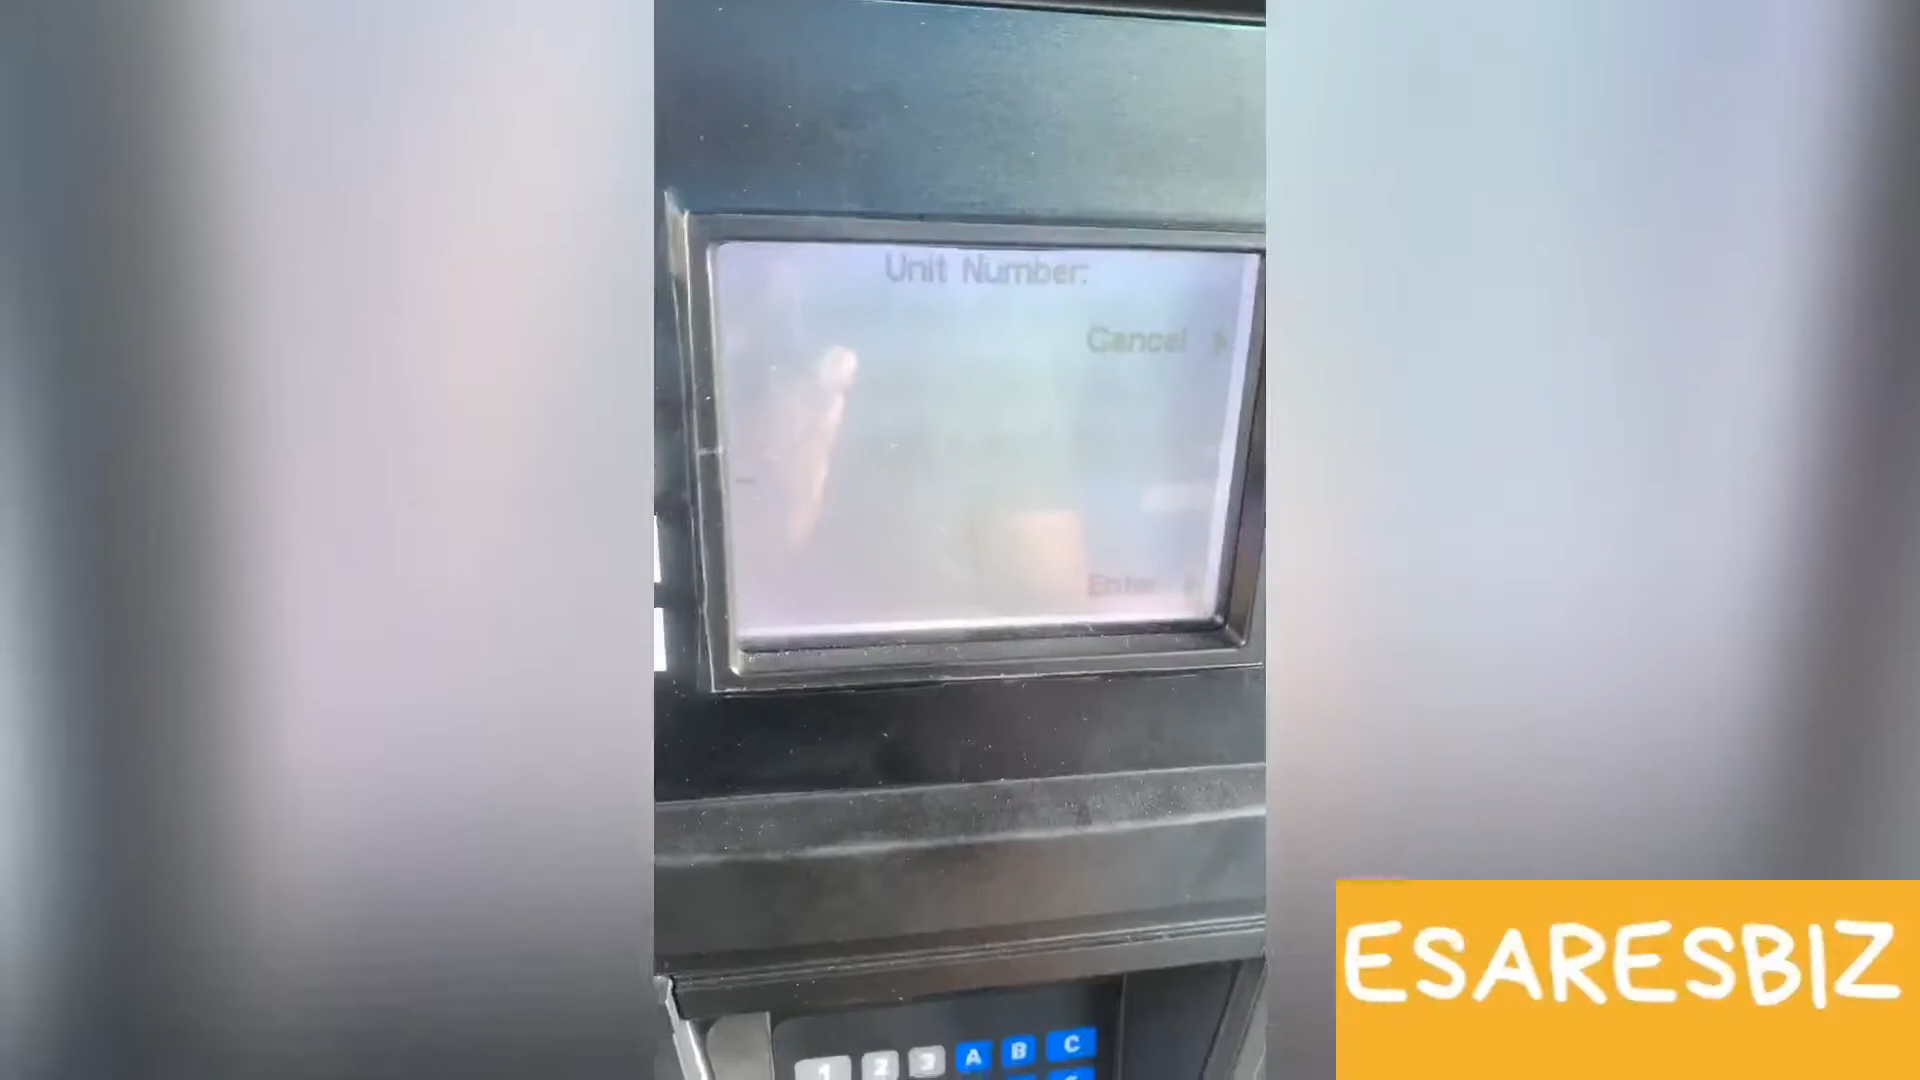 Unit Number:
Cancel
Enter
1 2 3 A B C
ESARESBIZ